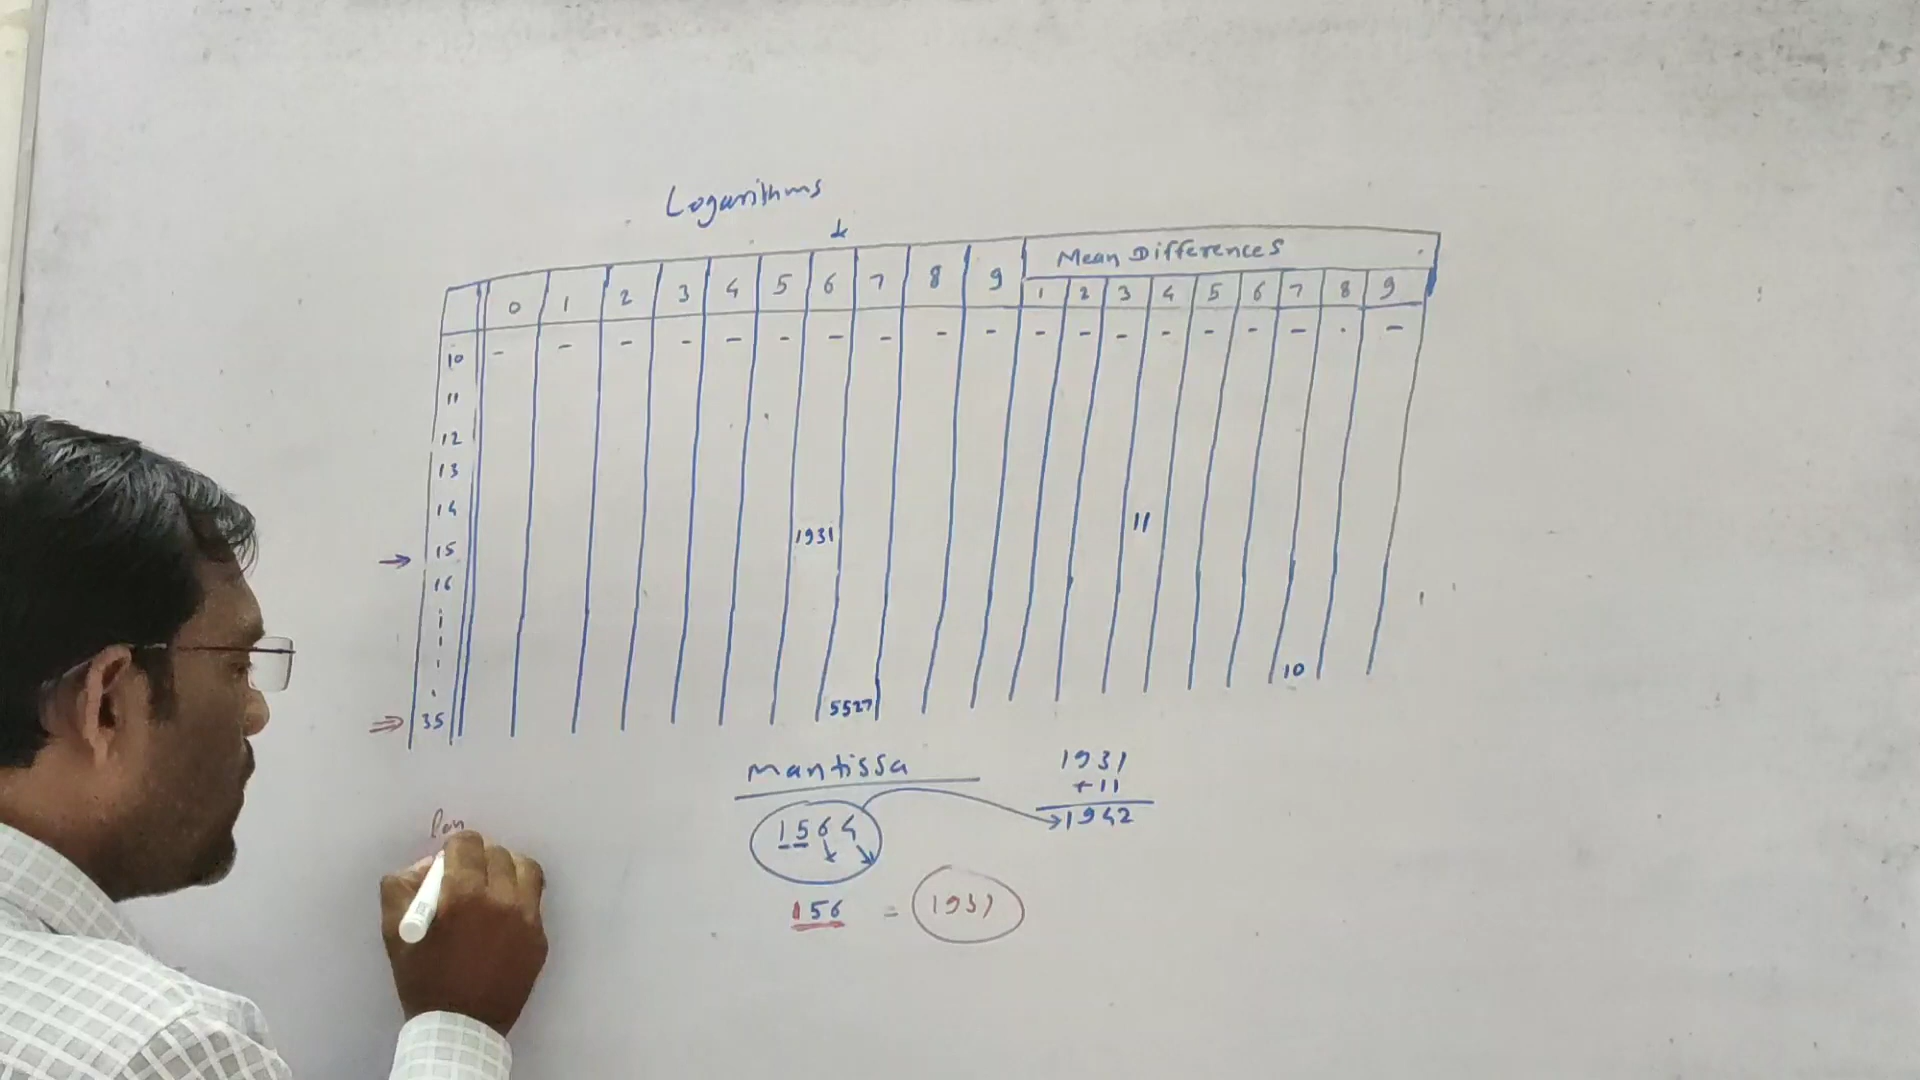 Logarithms
Mean Differences
0 1 2 3 4 5 6 7 8 9 1 2 3 4 5 6 7 8 9
10 - - - - - - - - - - - - - - - - - . -
11
12
13
14
15 1931 11
16
35 5527 10
Mantissa
1564
156 = 1931
1931
+ 11
1942